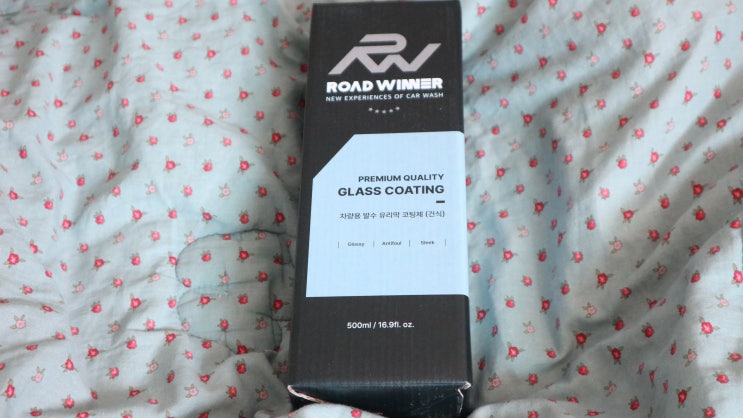 RW
ROAD WINNER
NEW EXPERIENCES OF CAR WASH
PREMIUM QUALITY
GLASS COATING
차량용 발수 유리막 코팅제 (건식)
| Glossy | Antifoul | Sleek |
500ml / 16.9fl. oz.